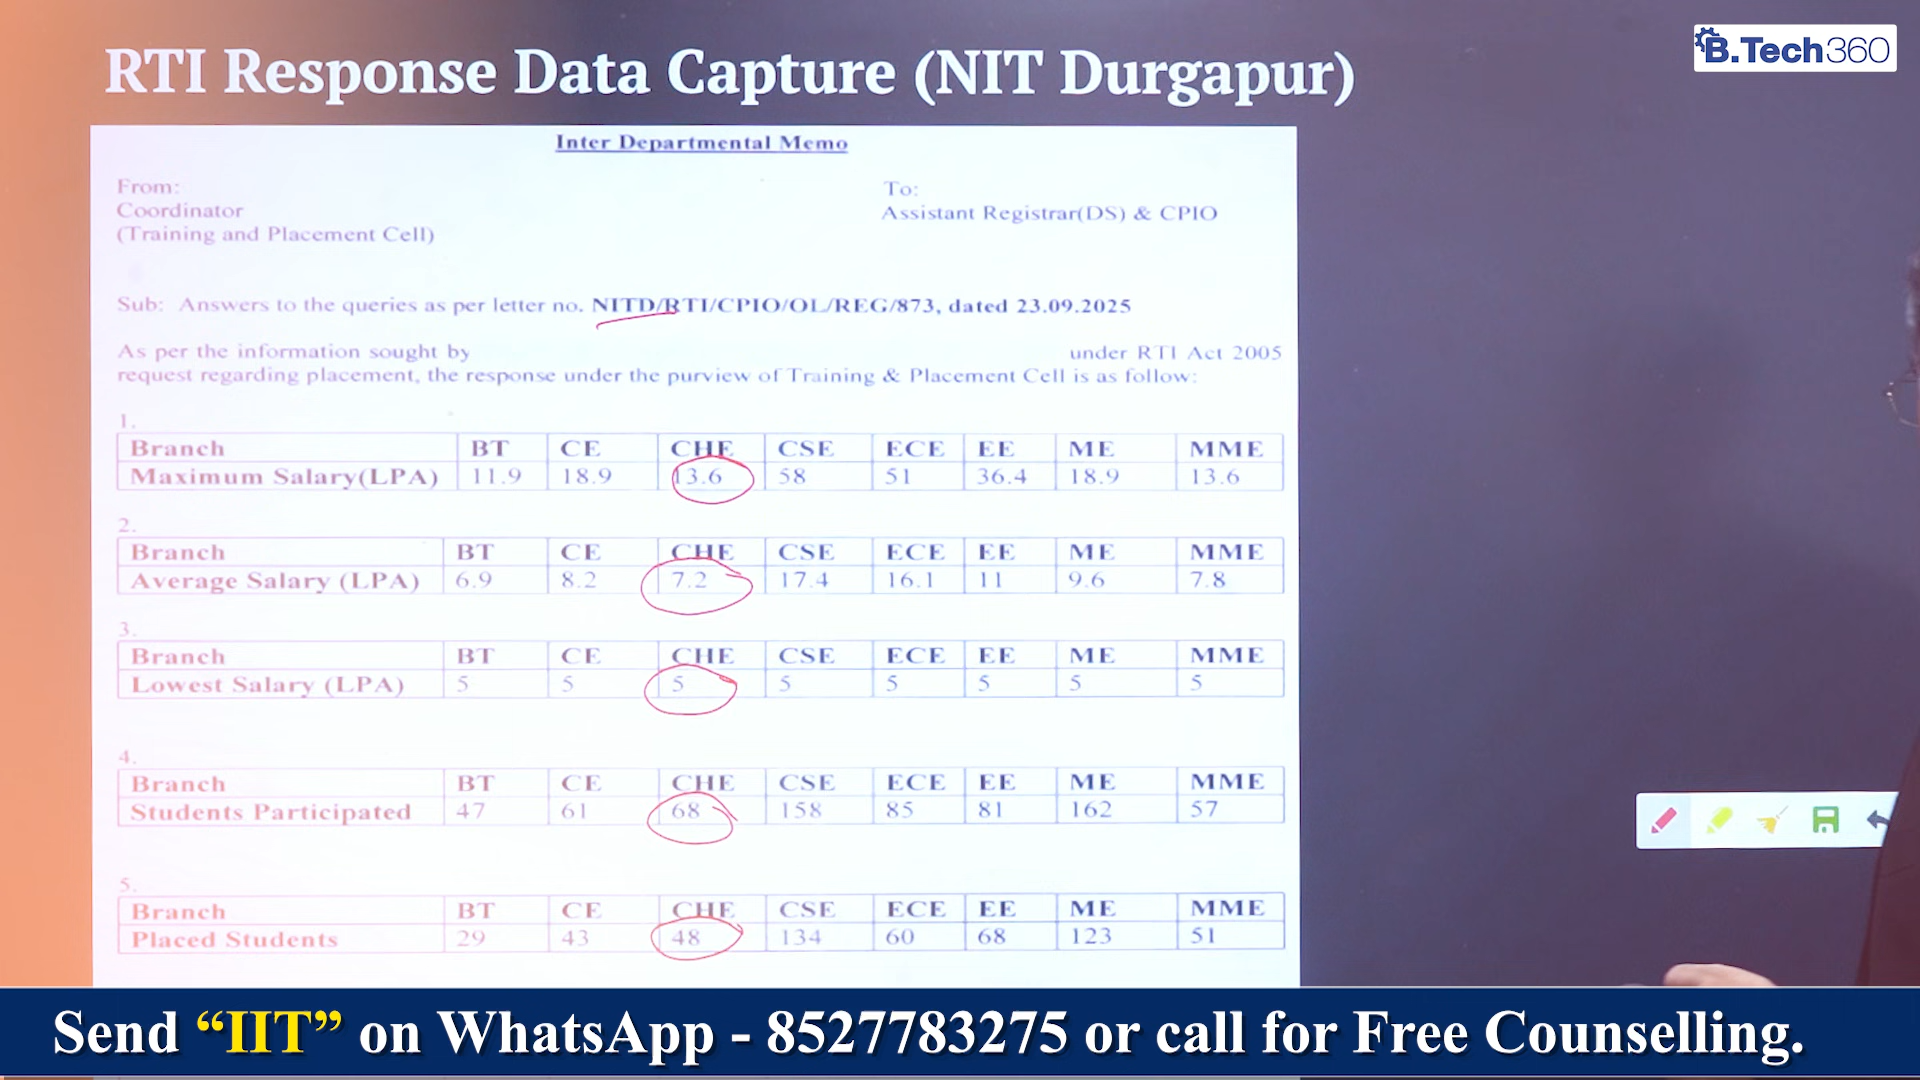 RTI Response Data Capture (NIT Durgapur)
B.Tech360
Inter Departmental Memo
From:
To:
Coordinator
Assistant Registrar(DS) & CPIO
(Training and Placement Cell)
Sub: Answers to the queries as per letter no. NITD/RTI/CPIO/OL/REG/873, dated 23.09.2025
As per the information sought by under RTI Act 2005
request regarding placement, the response under the purview of Training & Placement Cell is as follow:
1.
Branch BT CE CHE CSE ECE EE ME MME
Maximum Salary(LPA) 11.9 18.9 13.6 58 51 36.4 18.9 13.6
2.
Branch BT CE CHE CSE ECE EE ME MME
Average Salary (LPA) 6.9 8.2 7.2 17.4 16.1 11 9.6 7.8
3.
Branch BT CE CHE CSE ECE EE ME MME
Lowest Salary (LPA) 5 5 5 5 5 5 5 5
4.
Branch BT CE CHE CSE ECE EE ME MME
Students Participated 47 61 68 158 85 81 162 57
5.
Branch BT CE CHE CSE ECE EE ME MME
Placed Students 29 43 48 134 60 68 123 51
Send “IIT” on WhatsApp - 8527783275 or call for Free Counselling.